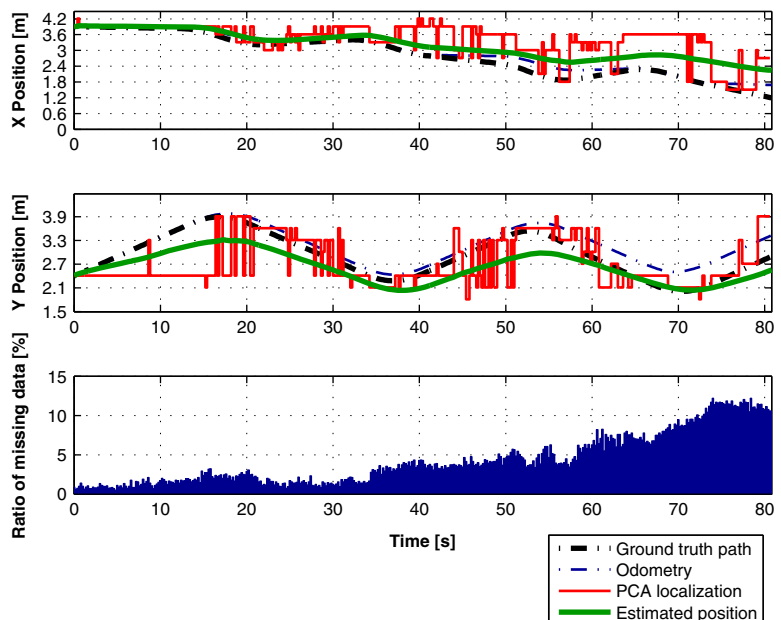 X Position [m]
4.2
3.6
3
2.4
1.8
1.2
0.6
0
0 10 20 30 40 50 60 70 80
Y Position [m]
3.9
3.3
2.7
2.1
1.5
0 10 20 30 40 50 60 70 80
Ratio of missing data [%]
15
10
5
0
0 10 20 30 40 50 60 70 80
Time [s]
Ground truth path
Odometry
PCA localization
Estimated position